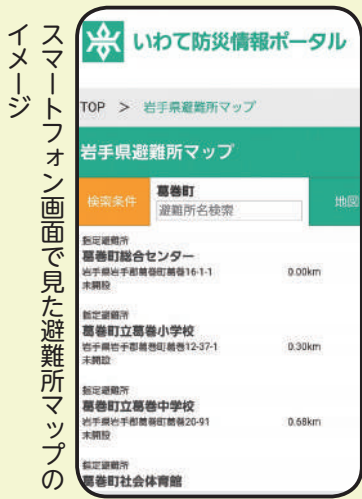 スマートフォン画面で見た避難所マップの
イメージ
いわて防災情報ポータル
TOP > 岩手県避難所マップ
岩手県避難所マップ
検索条件
葛巻町
避難所名検索
地図
指定避難所
葛巻町総合センター
岩手県岩手郡葛巻町葛巻16-1-1
0.00km
未開設
指定避難所
葛巻町立葛巻小学校
岩手県岩手郡葛巻町葛巻12-37-1
0.30km
未開設
指定避難所
葛巻町立葛巻中学校
岩手県岩手郡葛巻町葛巻20-91
0.68km
未開設
指定避難所
葛巻町社会体育館